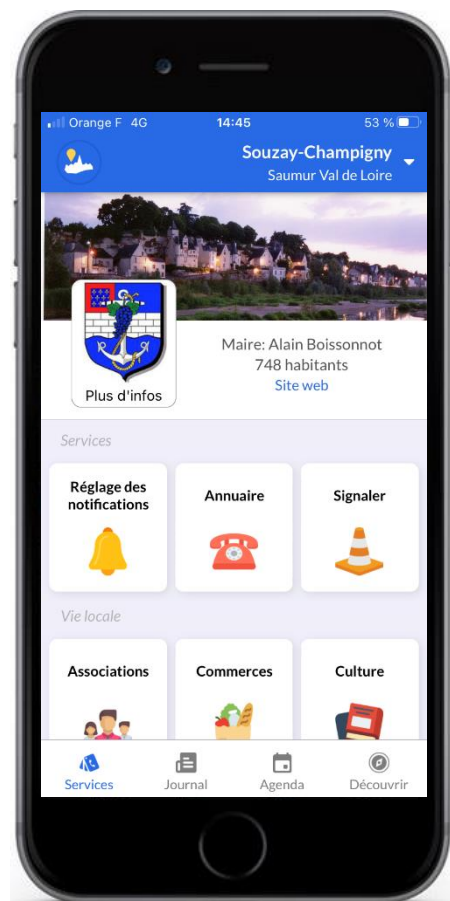 Orange F 4G 14:45 53 %
Souzay-Champigny
Saumur Val de Loire
Maire: Alain Boissonnot
748 habitants
Site web
Plus d'infos
Services
Réglage des
notifications
Annuaire
Signaler
Vie locale
Associations
Commerces
Culture
Services
Journal
Agenda
Découvrir